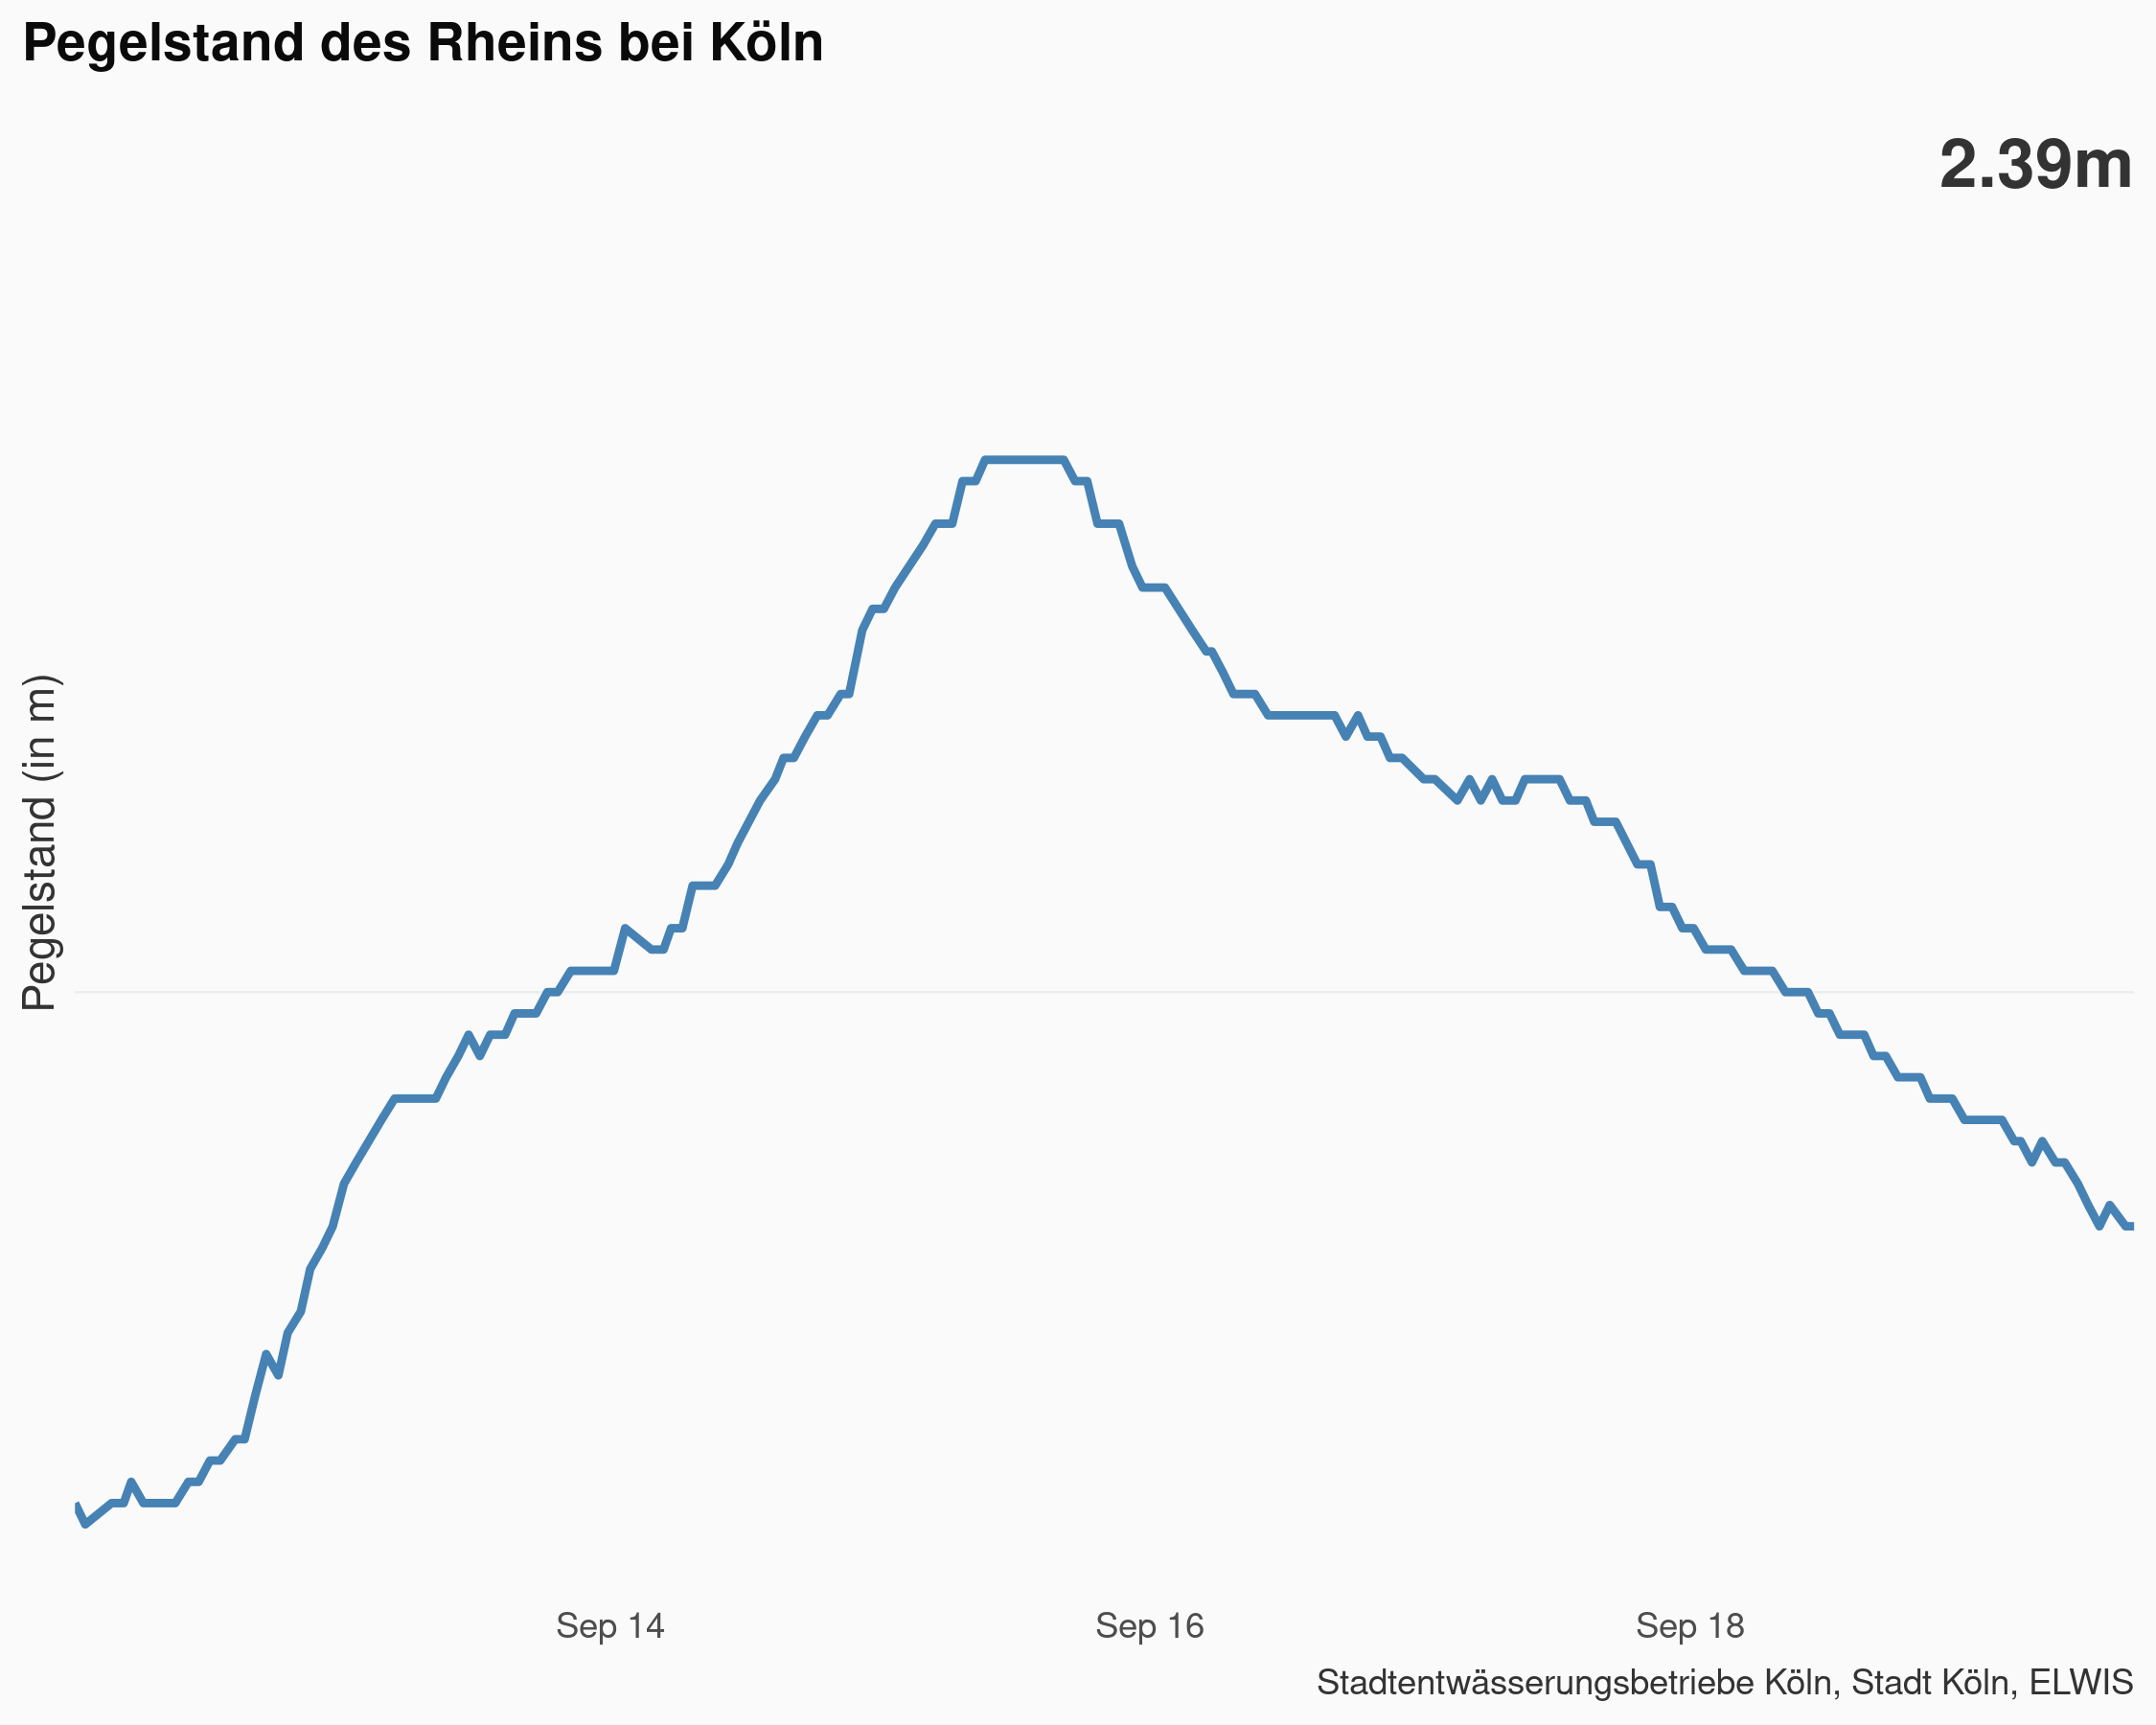 Pegelstand des Rheins bei Köln
2.39m
Pegelstand (in m)
Sep 14
Sep 16
Sep 18
Stadtentwässerungsbetriebe Köln, Stadt Köln, ELWIS